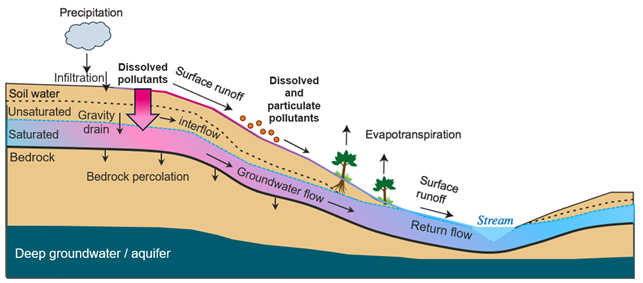 Precipitation
Infiltration
Dissolved
pollutants
Surface runoff
Dissolved
and
particulate
pollutants
Soil water
Unsaturated
Gravity
drain
interflow
Evapotranspiration
Saturated
Bedrock
Bedrock percolation
Groundwater flow
Surface
runoff
Stream
Return flow
Deep groundwater / aquifer